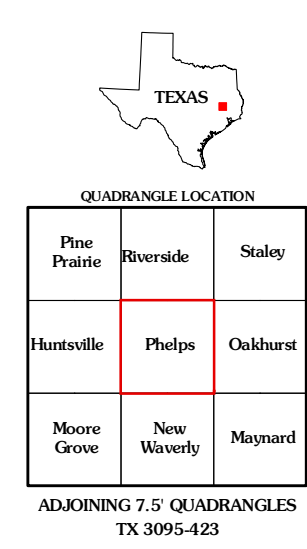 TEXAS
QUADRANGLE LOCATION
Pine
Prairie
Riverside
Staley
Huntsville
Phelps
Oakhurst
Moore
Grove
New
Waverly
Maynard
ADJOINING 7.5' QUADRANGLES
TX 3095-423